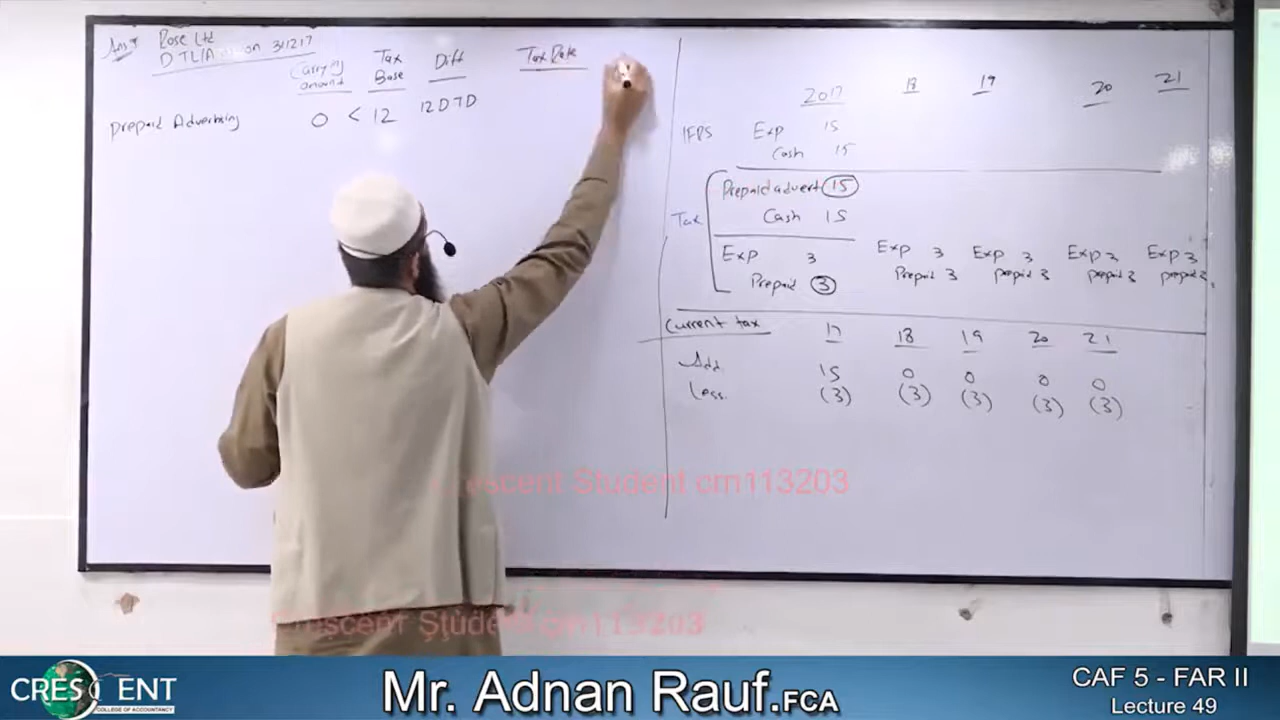 Ans
Rose Ltd
DTL/A on 31.12.17
Carrying amount
Tax Base
Diff
Tax Rate
Prepaid Advertising 0 < 12 12 DTD
2017 18 19 20 21
IFRS Exp 15
Cash 15
Tax
Prepaid advert 15
Cash 15
Exp 3 Exp 3 Exp 3 Exp 3 Exp 3
Prepaid 3 Prepaid 3 prepaid 3 prepaid 3 prepaid 3
Current tax 17 18 19 20 21
Add 15 0 0 0 0
Less (3) (3) (3) (3) (3)
Crescent Student crn113203
Crescent Student crn113203
CRESCENT
COLLEGE OF ACCOUNTANCY
Mr. Adnan Rauf.FCA
CAF 5 - FAR II
Lecture 49